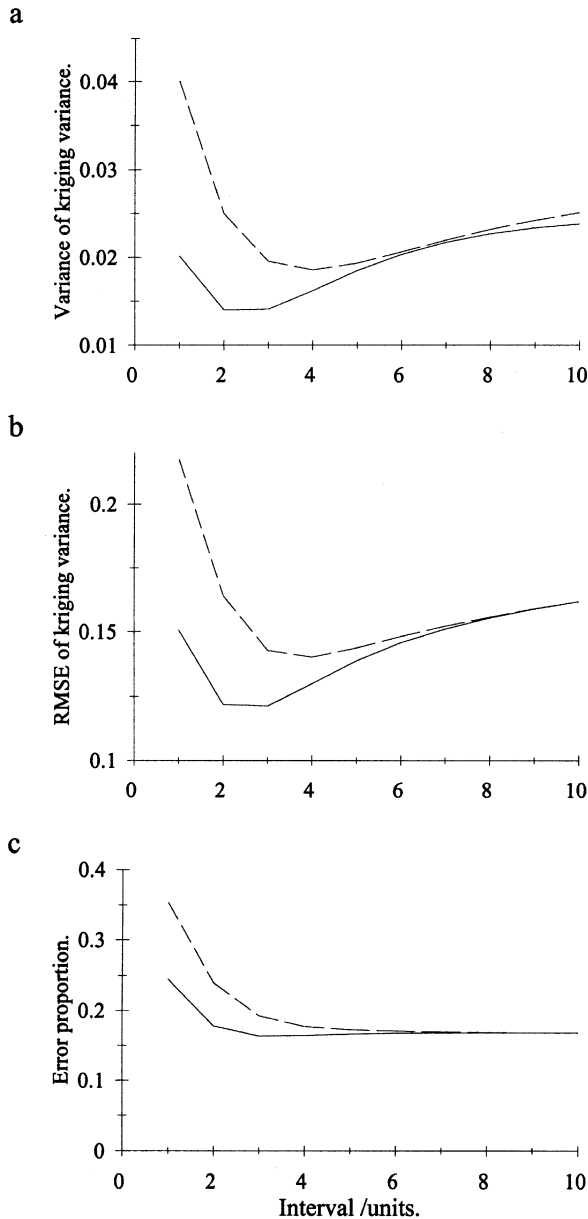 a
Variance of kriging variance.
0.04
0.03
0.02
0.01
0 2 4 6 8 10
b
RMSE of kriging variance.
0.2
0.15
0.1
0 2 4 6 8 10
c
Error proportion.
0.4
0.3
0.2
0.1
0
0 2 4 6 8 10
Interval /units.